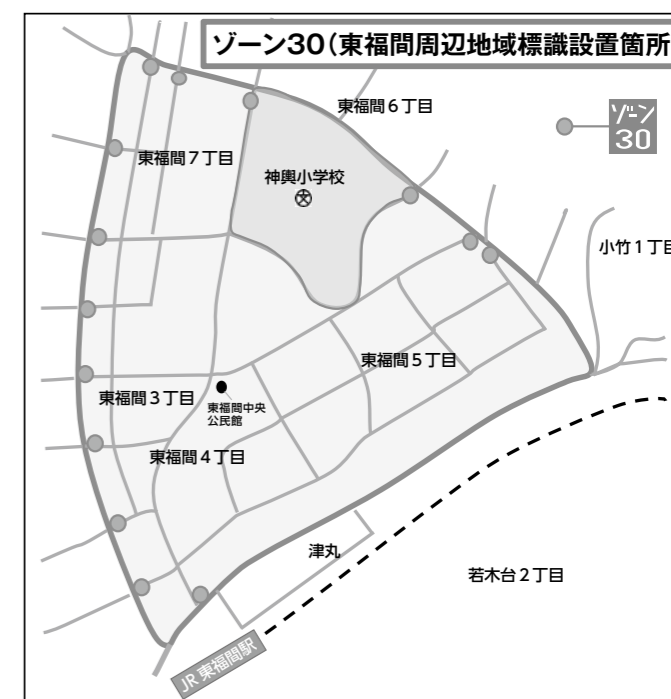 ゾーン30(東福間周辺地域標識設置箇所
東福間6丁目
ゾーン
30
東福間7丁目
神興小学校
文
小竹1丁目
東福間5丁目
東福間3丁目
東福間中央
公民館
東福間4丁目
津丸
若木台2丁目
JR 東福間駅